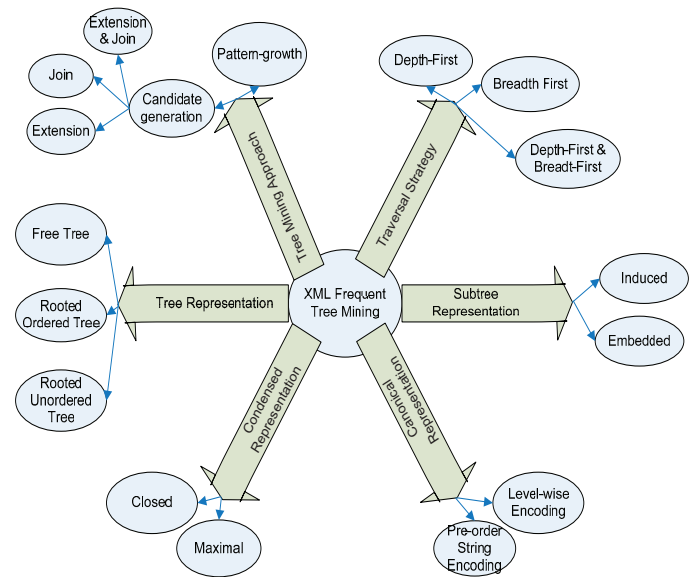 Extension
& Join
Join
Extension
Candidate
generation
Pattern-growth
Tree Mining Approach
Depth-First
Breadth First
Depth-First &
Breadt-First
Traversal Strategy
Free Tree
Rooted
Ordered Tree
Rooted
Unordered
Tree
Tree Representation
XML Frequent
Tree Mining
Subtree
Representation
Induced
Embedded
Condensed
Representation
Closed
Maximal
Canonical
Representation
Level-wise
Encoding
Pre-order
String
Encoding